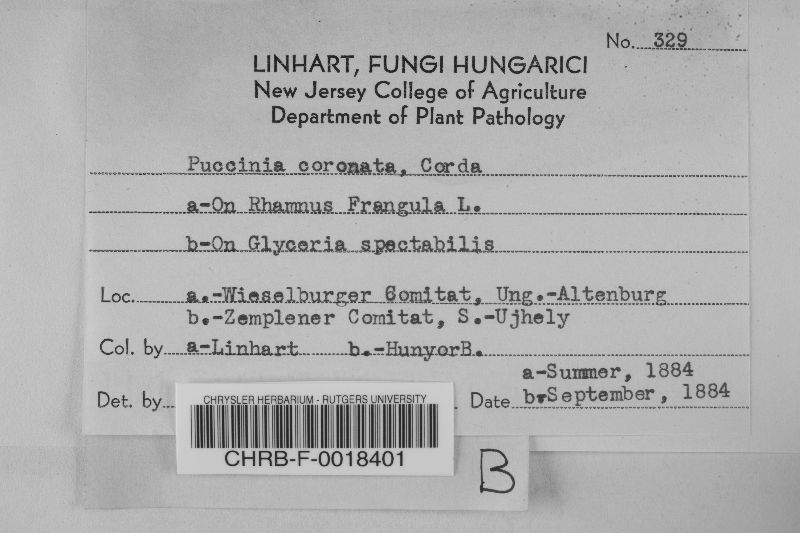 No. 329
LINHART, FUNGI HUNGARICI
New Jersey College of Agriculture
Department of Plant Pathology
Puccinia coronata, Corda
a-On Rhamnus Frangula L.
b-On Glyceria spectabilis
Loc. a.-Wieselburger Comitat, Ung.-Altenburg
b.-Zemplener Comitat, S.-Ujhely
Col. by a-Linhart b.-HunyorB.
a-Summer, 1884
Det. by Date b.-September, 1884
CHRYSLER HERBARIUM - RUTGERS UNIVERSITY
CHRB-F-0018401
B